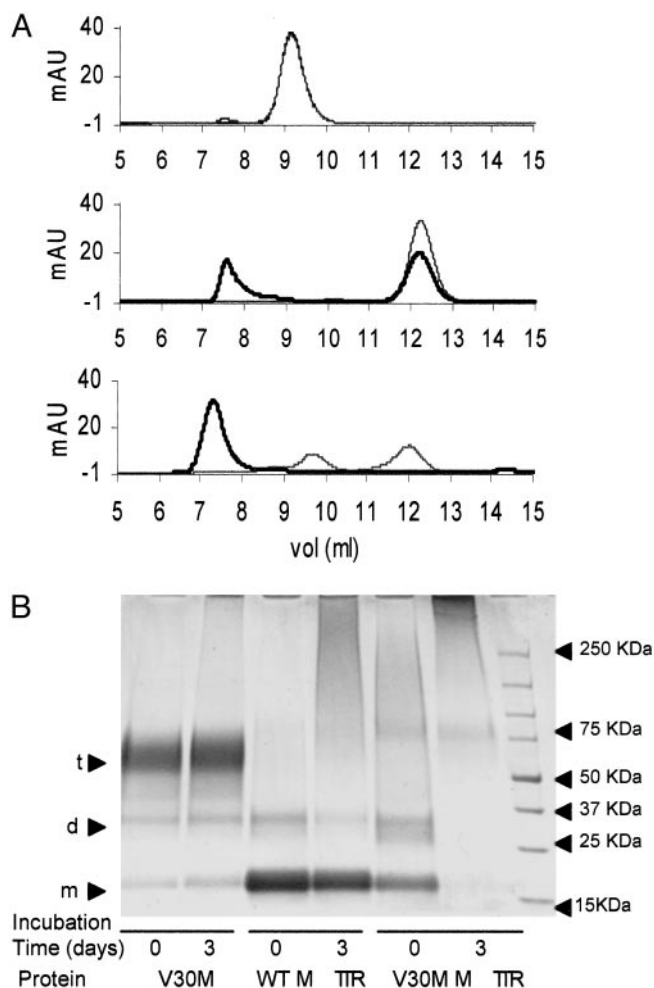 A
40
mAU
20
-1
5 6 7 8 9 10 11 12 13 14 15
40
mAU
20
-1
5 6 7 8 9 10 11 12 13 14 15
40
mAU
20
-1
5 6 7 8 9 10 11 12 13 14 15
vol (ml)
B
250 KDa
75 KDa
t
50 KDa
37 KDa
d
25 KDa
m
15KDa
Incubation
Time (days) 0 3 0 3 0 3
Protein V30M WT M TTR V30M M TTR